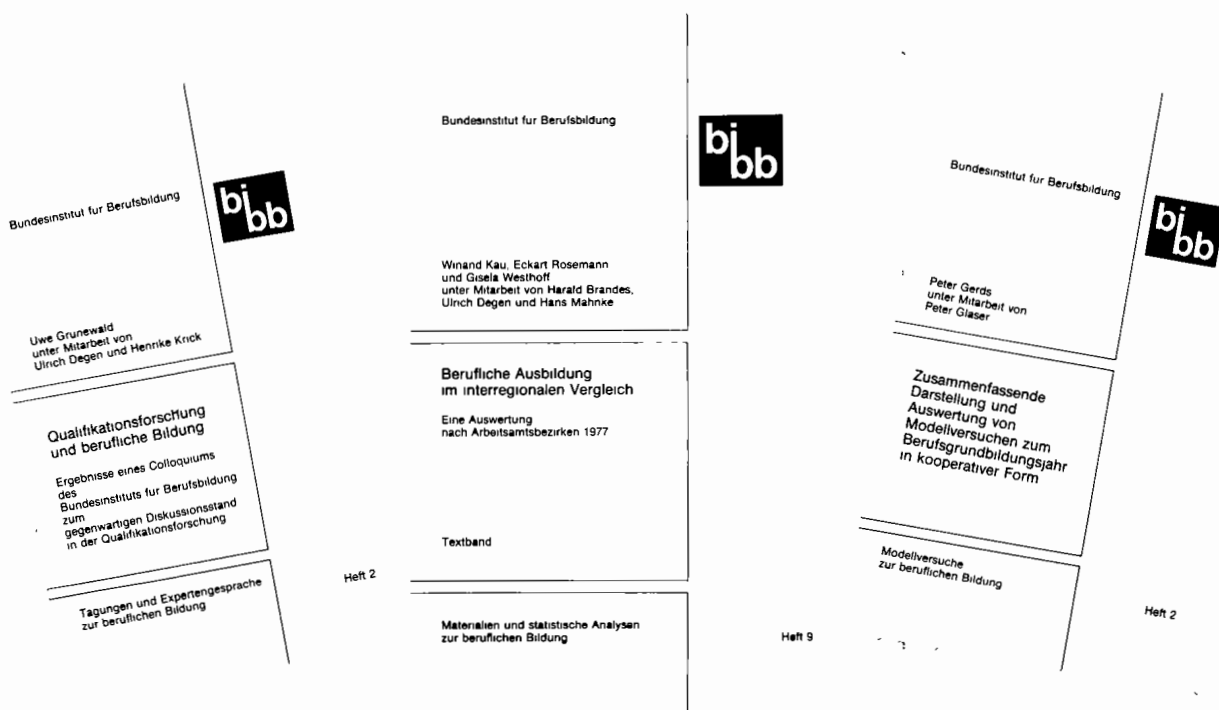 Bundesinstitut fur Berufsbildung
bi
bb
Uwe Grunewald
unter Mitarbeit von
Ulrich Degen und Henrike Krick
Qualifikationsforschung
und berufliche Bildung
Ergebnisse eines Colloquiums
des
Bundesinstituts fur Berufsbildung
zum
gegenwartigen Diskussionsstand
in der Qualifikationsforschung
Tagungen und Expertengesprache
zur beruflichen Bildung
Heft 2
Bundesinstitut fur Berufsbildung
bi
bb
Winand Kau, Eckart Rosemann
und Gisela Westhoff
unter Mitarbeit von Harald Brandes,
Ulrich Degen und Hans Mahnke
Berufliche Ausbildung
im interregionalen Vergleich
Eine Auswertung
nach Arbeitsamtsbezirken 1977
Textband
Materialien und statistische Analysen
zur beruflichen Bildung
Heft 9
Bundesinstitut fur Berufsbildung
bi
bb
Peter Gerds
unter Mitarbeit von
Peter Glaser
Zusammenfassende
Darstellung und
Auswertung von
Modellversuchen zum
Berufsgrundbildungsjahr
in kooperativer Form
Modellversuche
zur beruflichen Bildung
Heft 2